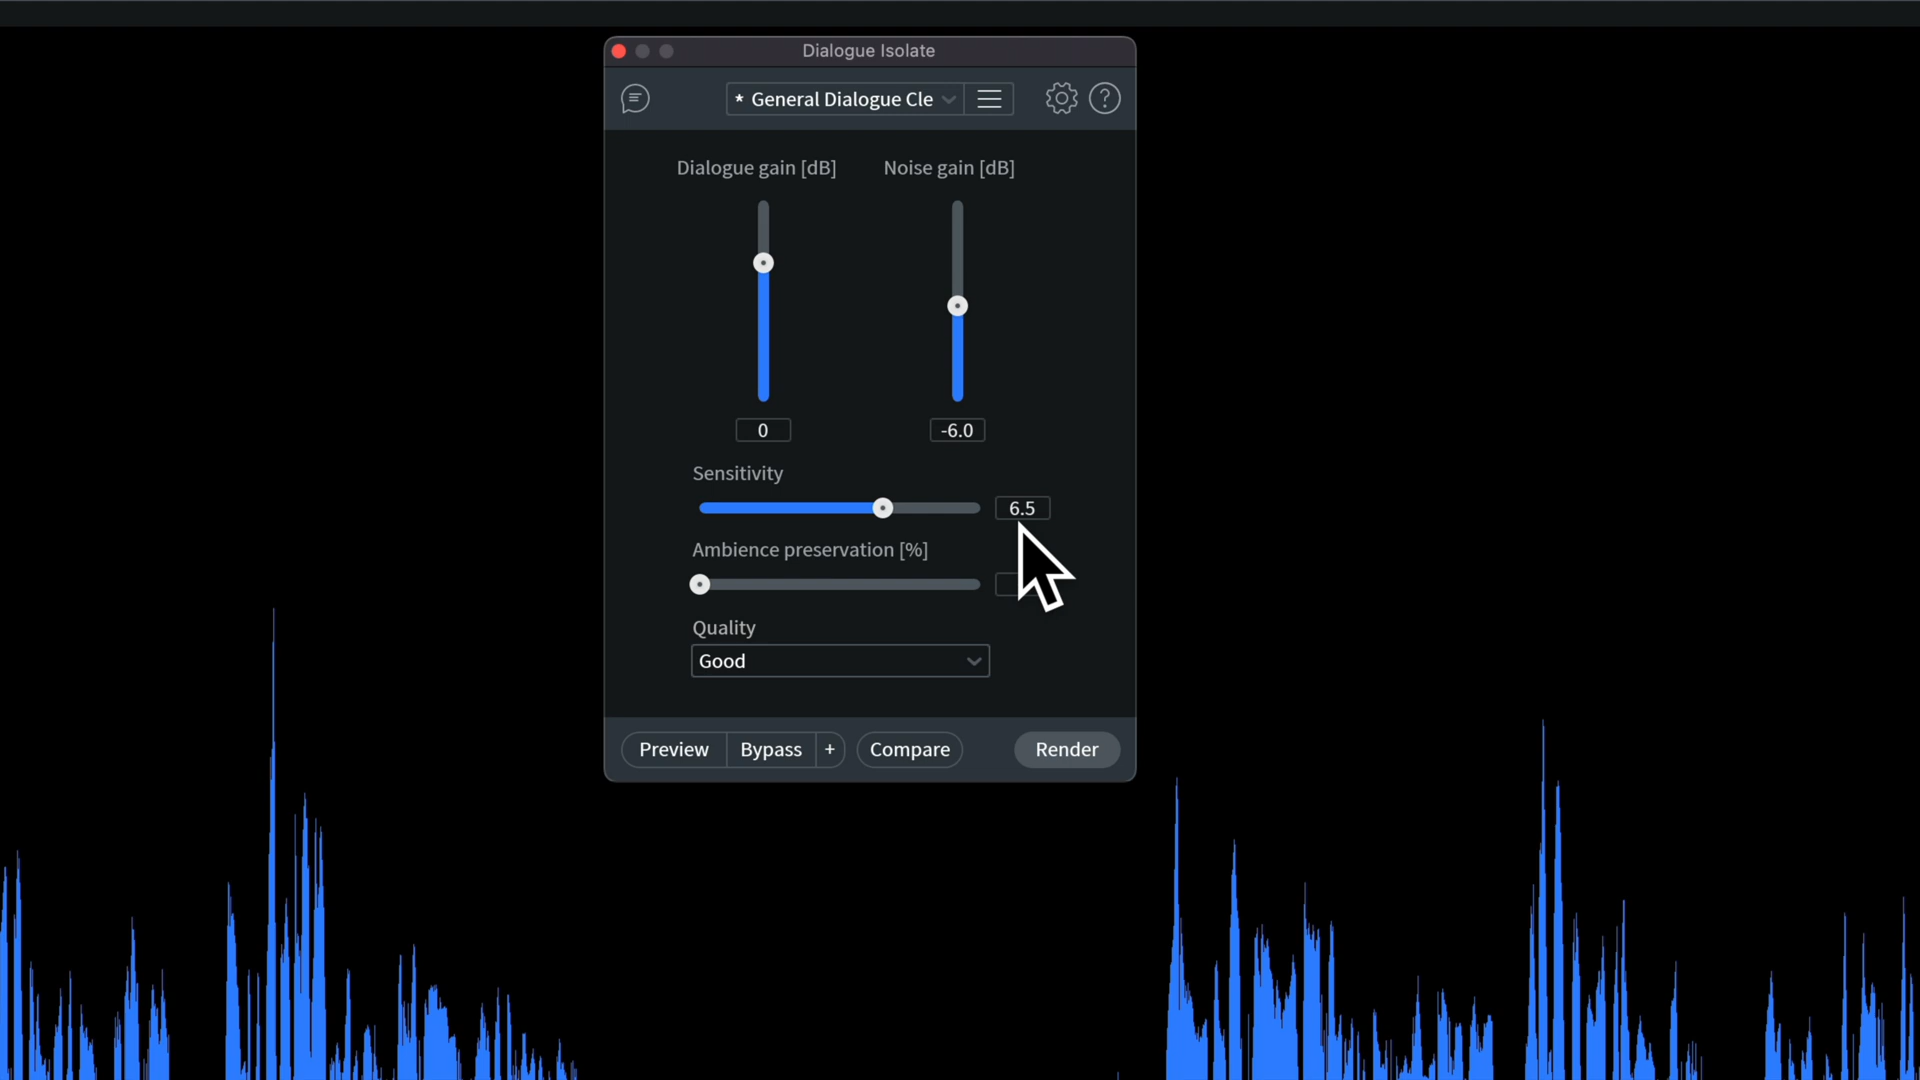 Dialogue Isolate
* General Dialogue Cle
Dialogue gain [dB] Noise gain [dB]
0 -6.0
Sensitivity
6.5
Ambience preservation [%]
Quality
Good
Preview Bypass + Compare Render